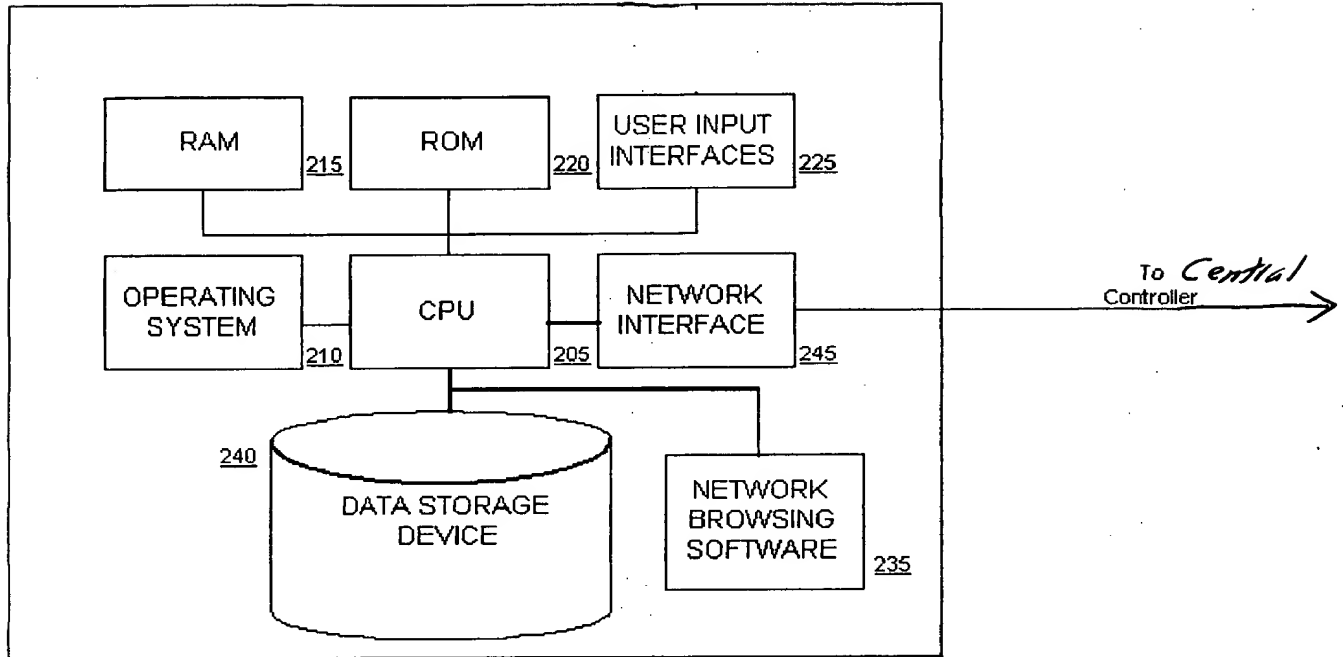 RAM
215
ROM
220
USER INPUT
INTERFACES
225
OPERATING
SYSTEM
210
CPU
205
NETWORK
INTERFACE
245
To Central
Controller
240
DATA STORAGE
DEVICE
NETWORK
BROWSING
SOFTWARE
235